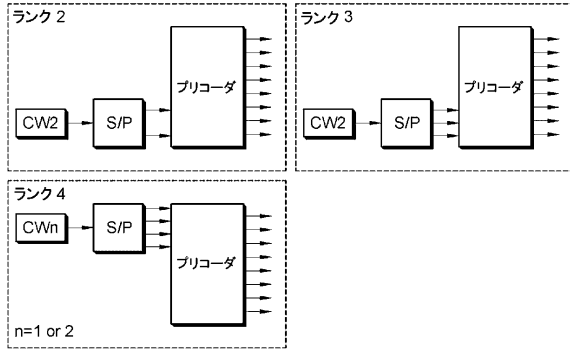 ランク 2
CW2
S/P
プリコーダ
ランク 3
CW2
S/P
プリコーダ
ランク 4
CWn
S/P
プリコーダ
n=1 or 2